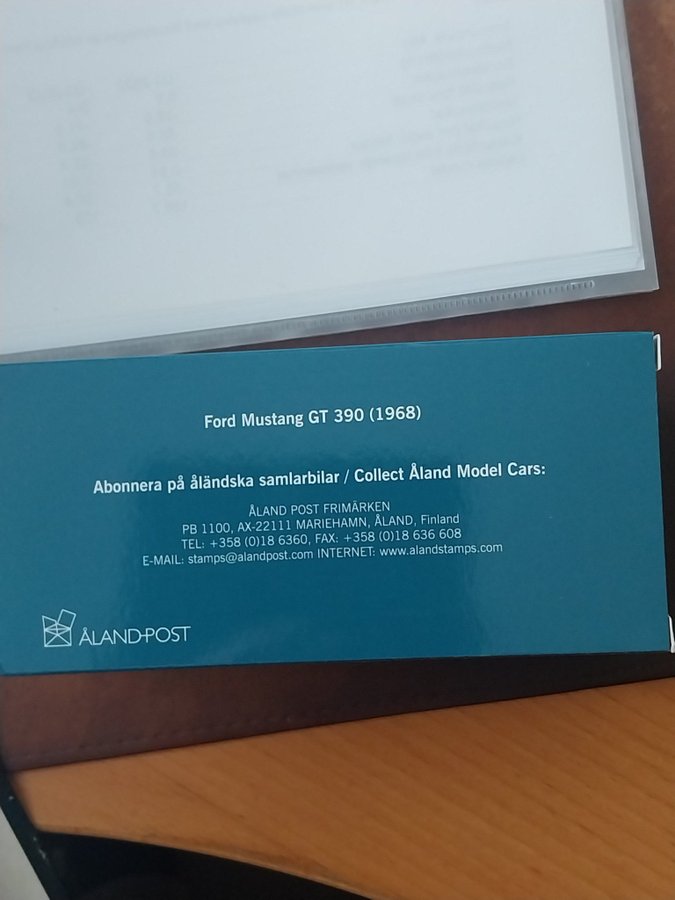 Ford Mustang GT 390 (1968)
Abonnera på åländska samlarbilar / Collect Åland Model Cars:
ÅLAND POST FRIMÄRKEN
PB 1100, AX-22111 MARIEHAMN, ÅLAND, Finland
TEL: +358 (0)18 6360, FAX: +358 (0)18 636 608
E-MAIL: stamps@alandpost.com INTERNET: www.alandstamps.com
ÅLAND-POST